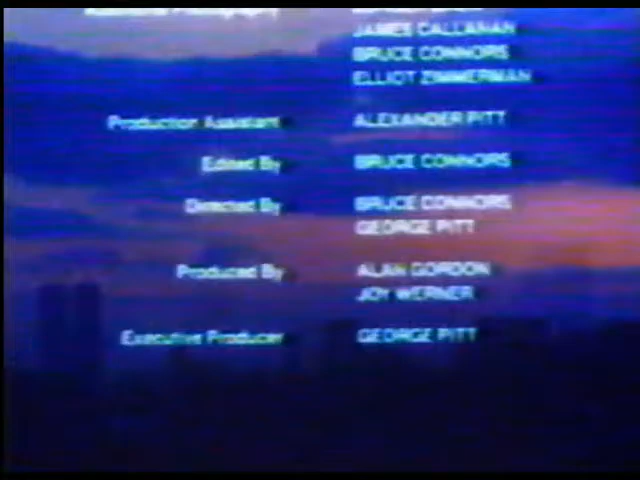 JAMES CALLANAN
BRUCE CONNORS
ELLIOT ZIMMERMAN
Production Assistant ALEXANDER PITT
Edited By BRUCE CONNORS
Directed By BRUCE CONNORS
GEORGE PITT
Produced By ALAN GORDON
JOY WERNER
Executive Producer GEORGE PITT